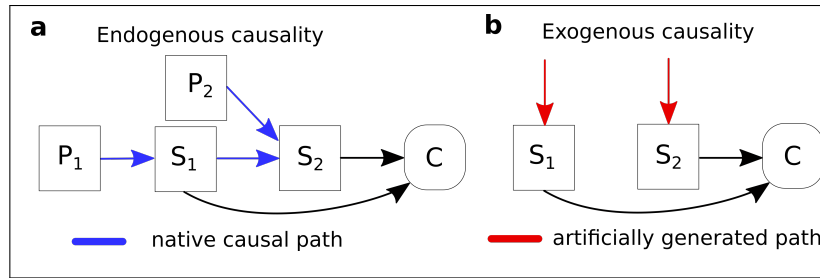 a
Endogenous causality
P₂
P₁
S₁
S₂
C
native causal path
b
Exogenous causality
S₁
S₂
C
artificially generated path